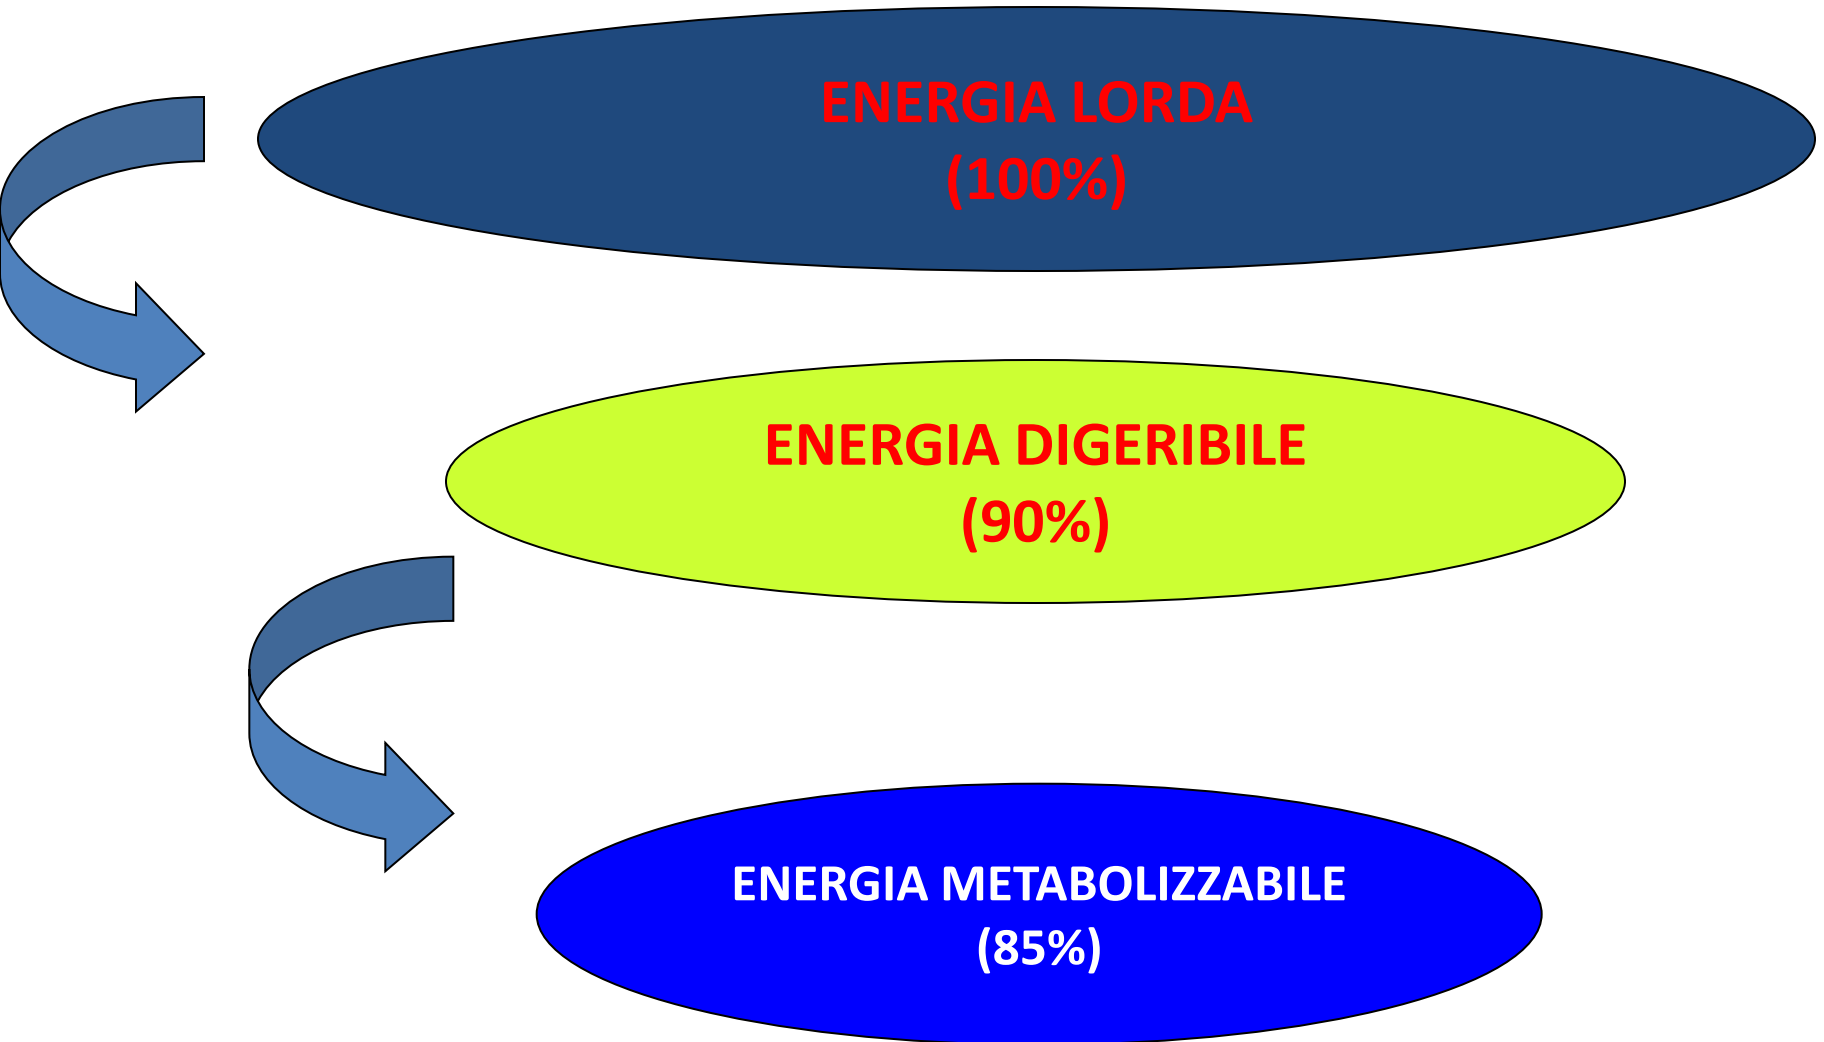 ENERGIA LORDA
(100%)
ENERGIA DIGERIBILE
(90%)
ENERGIA METABOLIZZABILE
(85%)